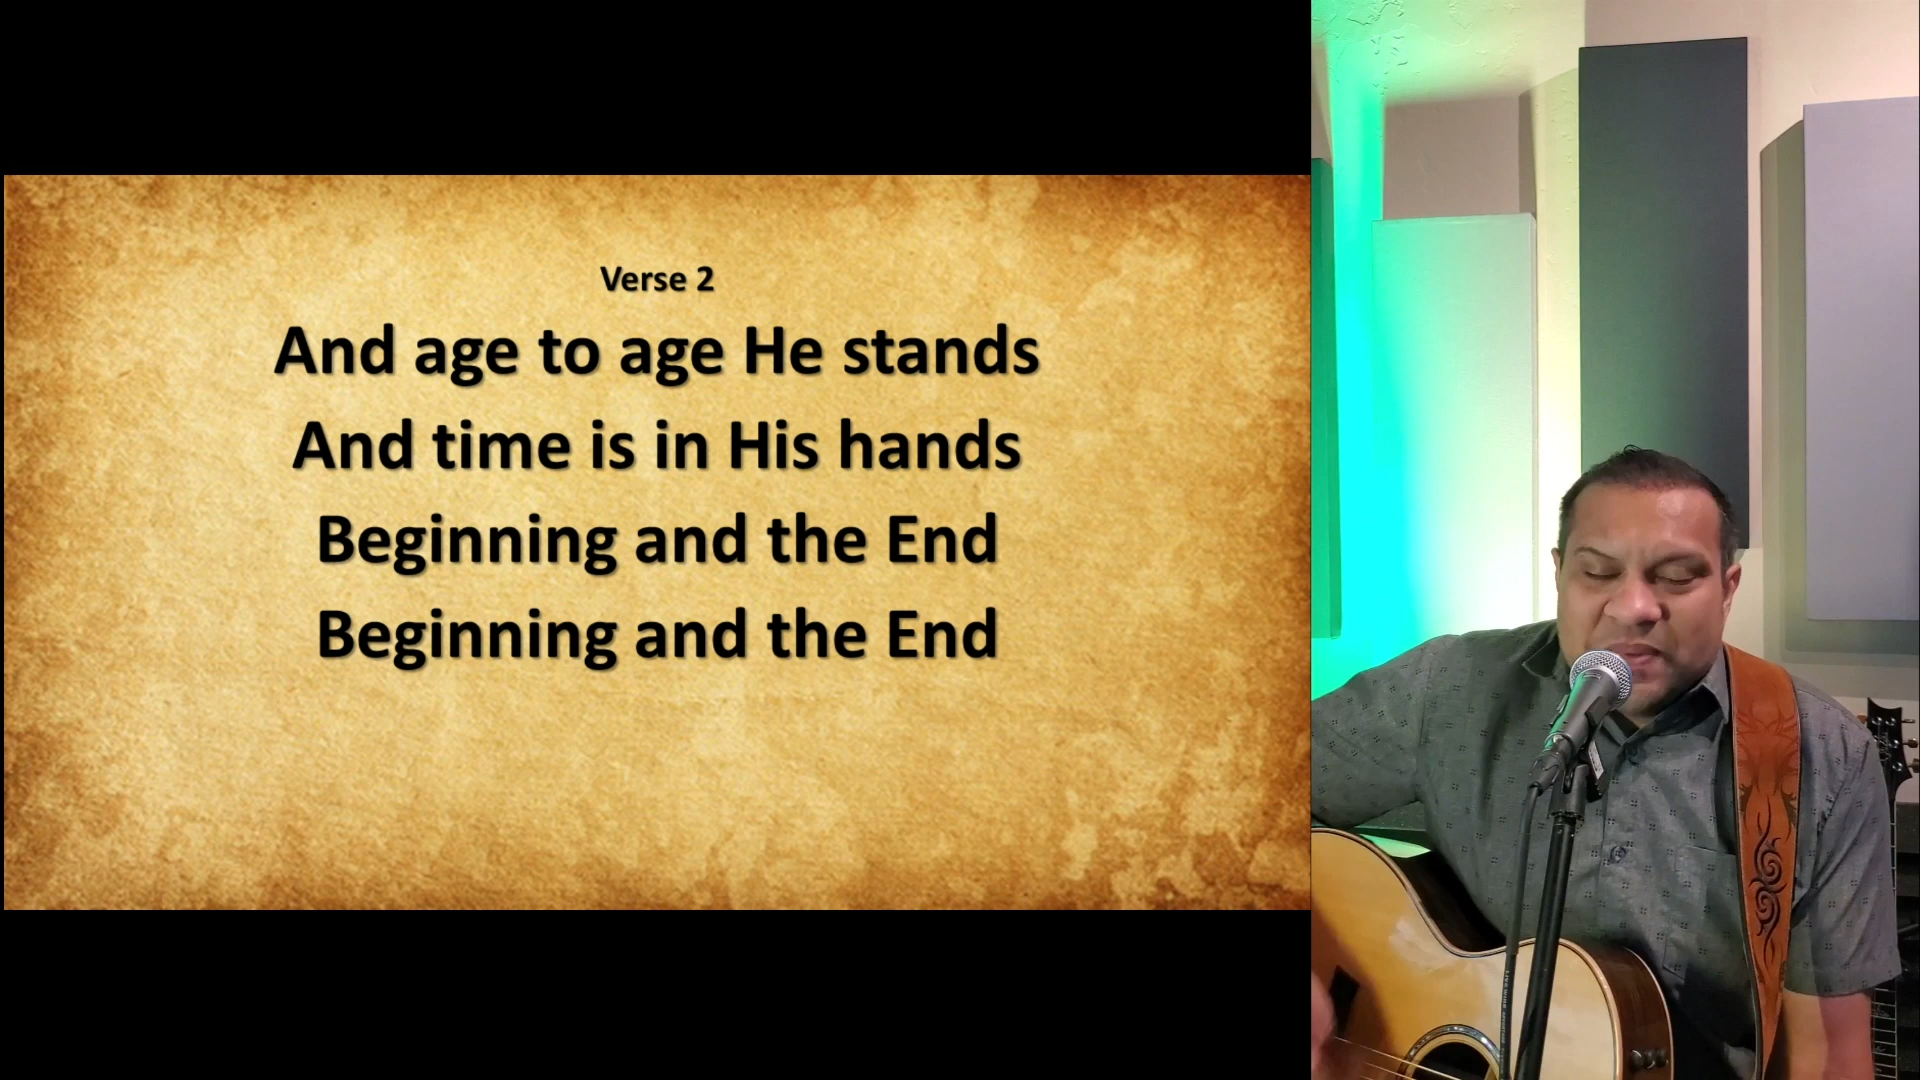 Verse 2
And age to age He stands
And time is in His hands
Beginning and the End
Beginning and the End